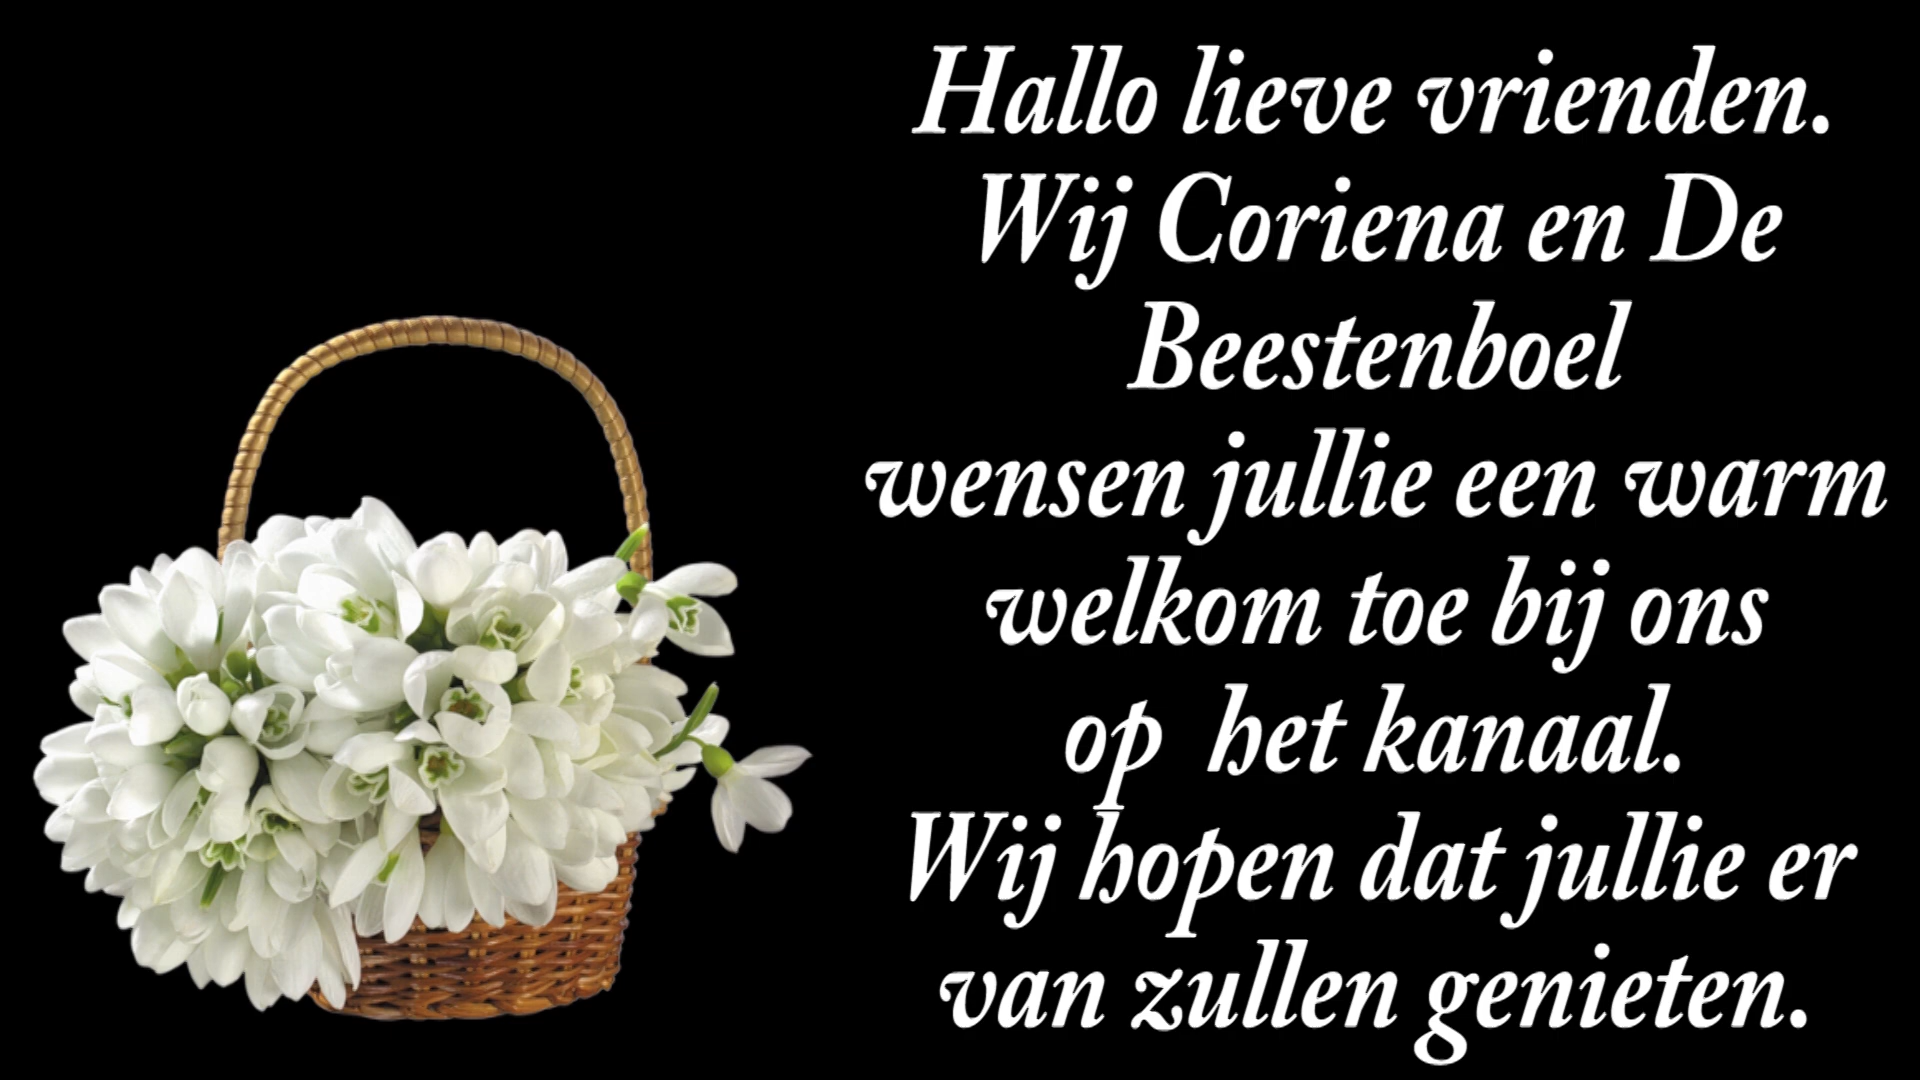 Hallo lieve vrienden.
Wij Coriena en De
Beestenboel
wensen jullie een warm
welkom toe bij ons
op het kanaal.
Wij hopen dat jullie er
van zullen genieten.